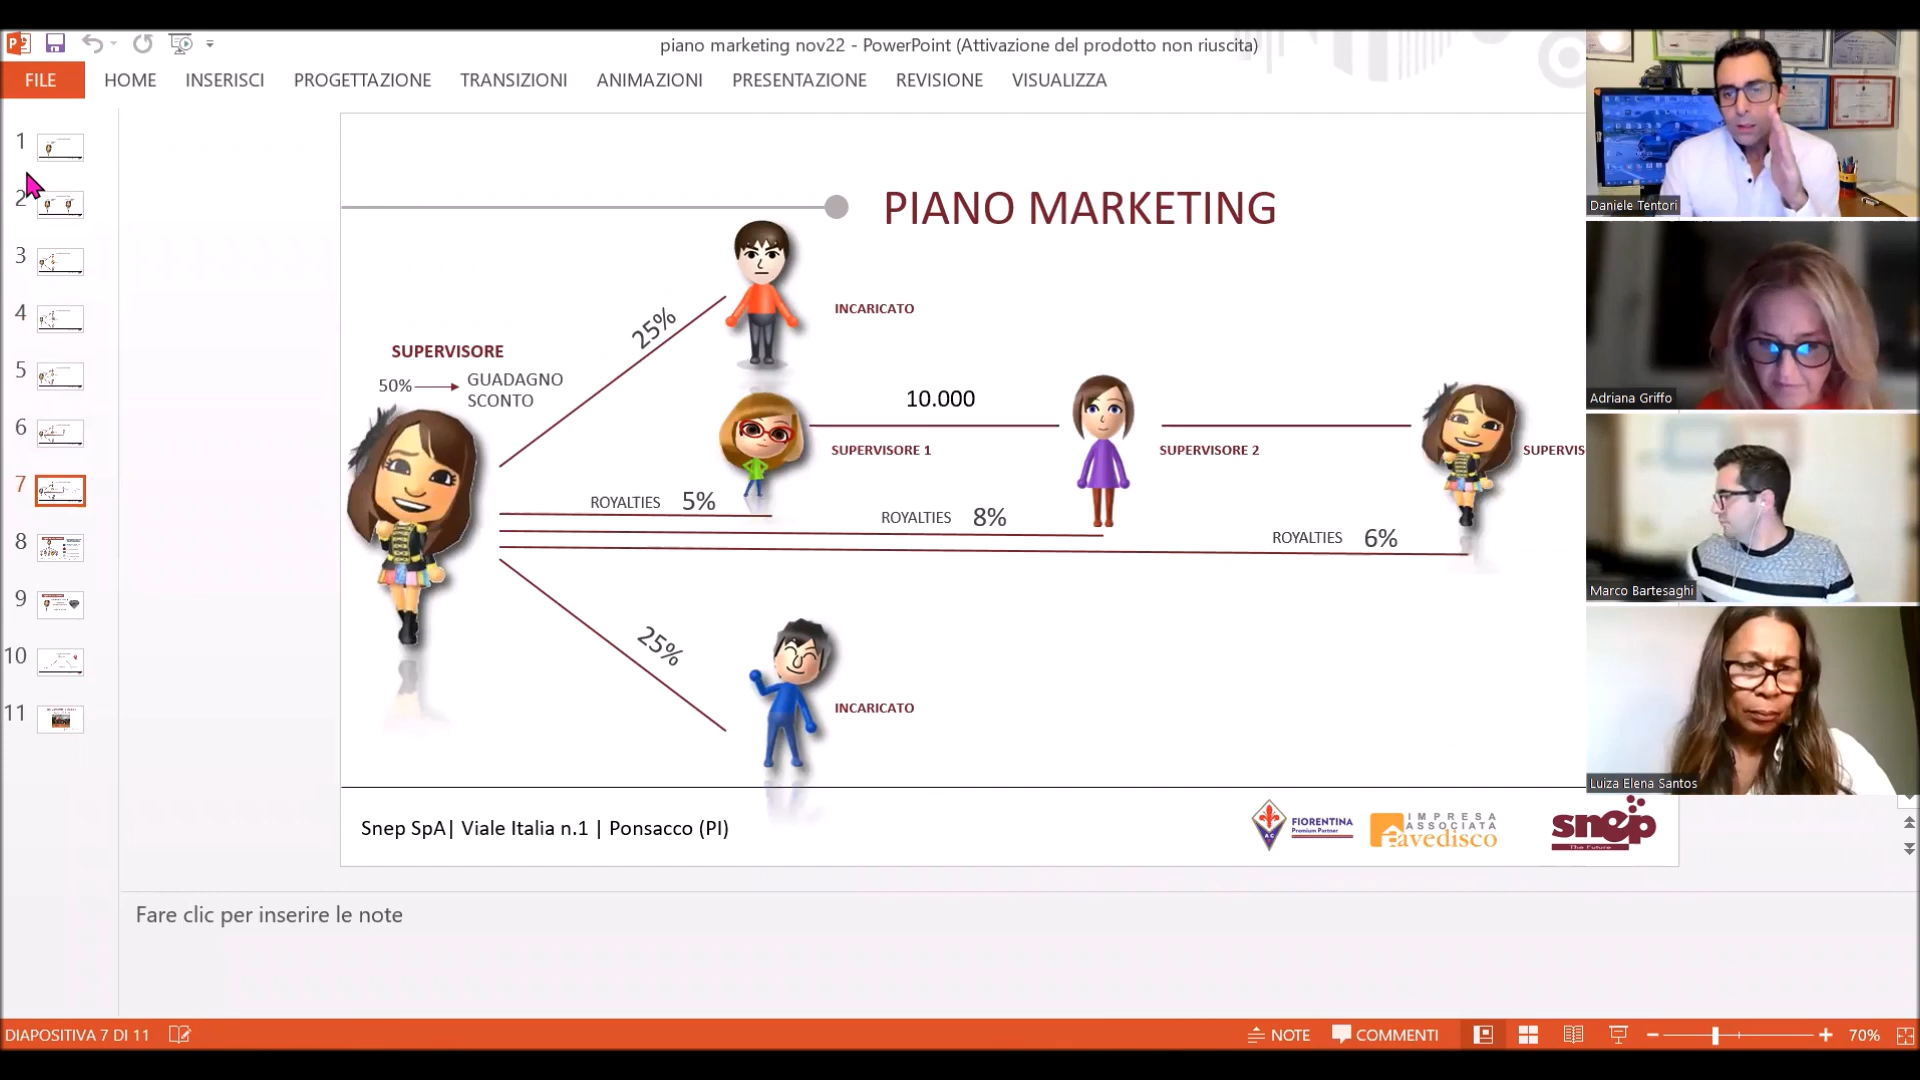 piano marketing nov22 - PowerPoint (Attivazione del prodotto non riuscita)
FILE HOME INSERISCI PROGETTAZIONE TRANSIZIONI ANIMAZIONI PRESENTAZIONE REVISIONE VISUALIZZA
1
2
3
4
5
6
7
8
9
10
11
PIANO MARKETING
INCARICATO
25%
SUPERVISORE
50%
GUADAGNO
SCONTO
10.000
SUPERVISORE 1
SUPERVISORE 2
SUPERVIS
ROYALTIES 5%
ROYALTIES 8%
ROYALTIES 6%
25%
INCARICATO
Snep SpA| Viale Italia n.1 | Ponsacco (PI)
FIORENTINA
Premium Partner
IMPRESA
ASSOCIATA
avedisco
snep
The Future
Daniele Tentori
Adriana Griffo
Marco Bartesaghi
Luiza Elena Santos
Fare clic per inserire le note
DIAPOSITIVA 7 DI 11
NOTE
COMMENTI
70%